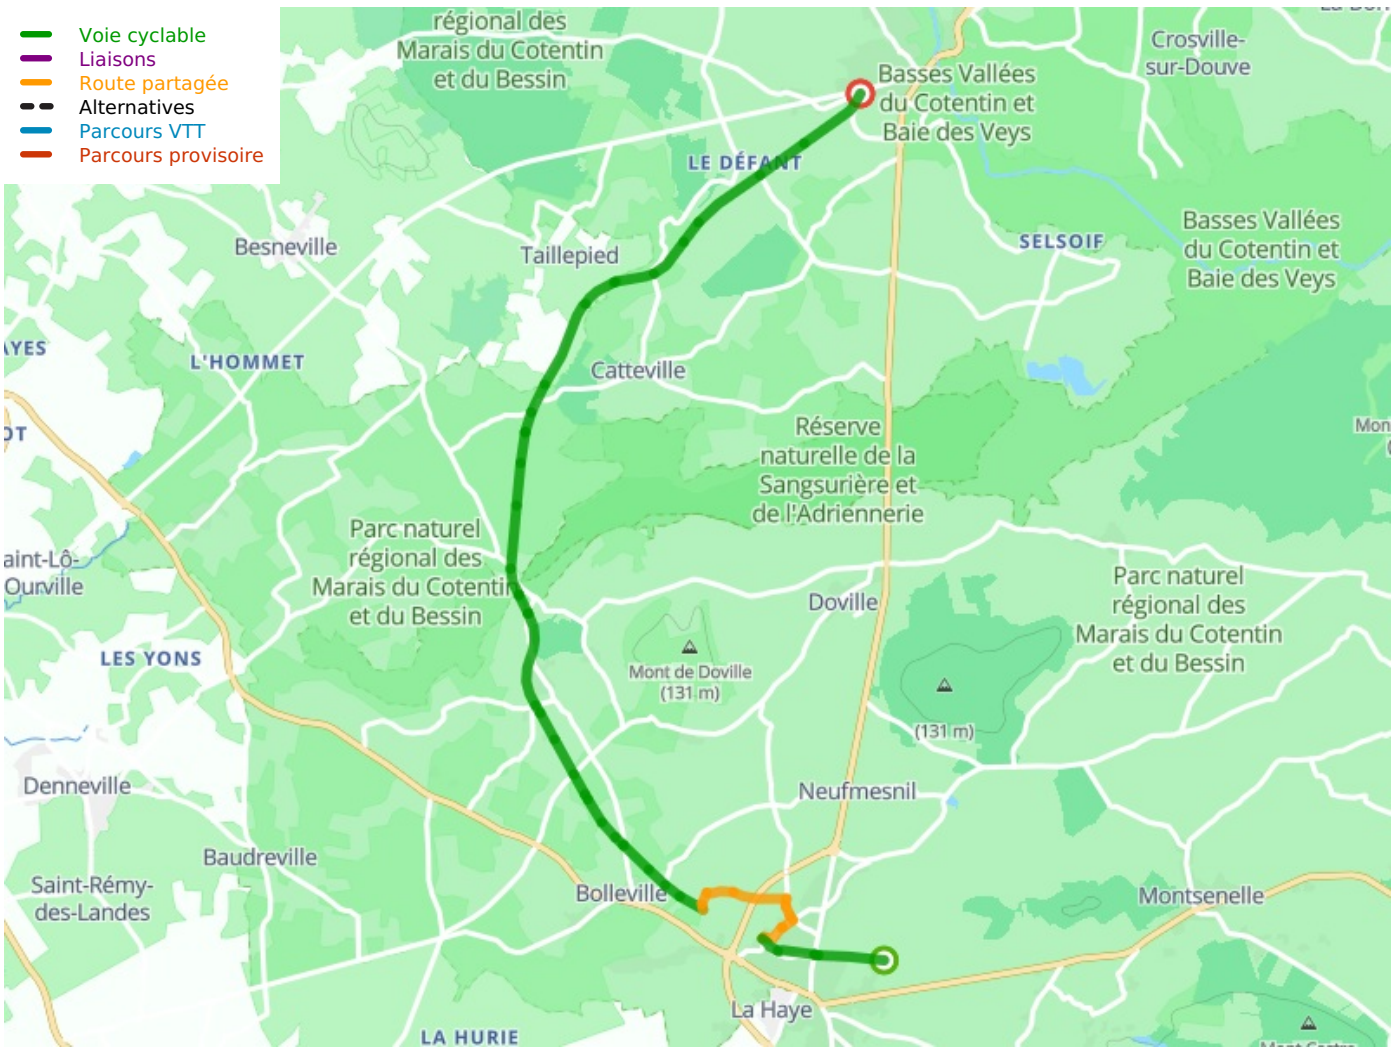 Voie cyclable
Liaisons
Route partagée
Alternatives
Parcours VTT
Parcours provisoire
régional des
Marais du Cotentin
et du Bessin
Crosville-
sur-Douve
Basses Vallées
du Cotentin et
Baie des Veys
LE DÉFANT
Besneville
Taillepied
SELSOIF
Basses Vallées
du Cotentin et
Baie des Veys
L'HOMMET
Catteville
Réserve
naturelle de la
Sangsurière et
de l'Adriennerie
Parc naturel
régional des
Marais du Cotentin
et du Bessin
aint-Lô-
Ourville
Doville
Parc naturel
régional des
Marais du Cotentin
et du Bessin
LES YONS
Mont de Doville
(131 m)
(131 m)
Denneville
Neufmesnil
Baudreville
Saint-Rémy-
des-Landes
Bolleville
Montsenelle
La Haye
LA HURIE